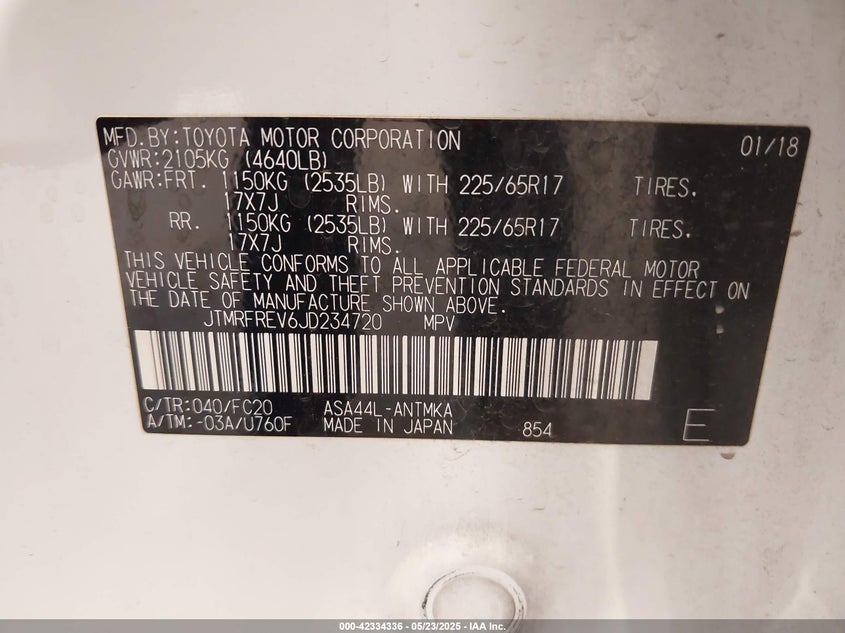 MFD.BY:TOYOTA MOTOR CORPORATION 01/18
GVWR:2105KG (4640LB)
GAWR:FRT. 1150KG (2535LB) WITH 225/65R17 TIRES.
17X7J RIMS.
RR. 1150KG (2535LB) WITH 225/65R17 TIRES.
17X7J RIMS.
THIS VEHICLE CONFORMS TO ALL APPLICABLE FEDERAL MOTOR
VEHICLE SAFETY AND THEFT PREVENTION STANDARDS IN EFFECT ON
THE DATE OF MANUFACTURE SHOWN ABOVE.
JTMRFREV6JD234720 MPV
C/TR:040/FC20 ASA44L-ANTMKA
A/TM:-03A/U760F MADE IN JAPAN 854 E
000-42334336 - 05/23/2025 - IAA Inc.